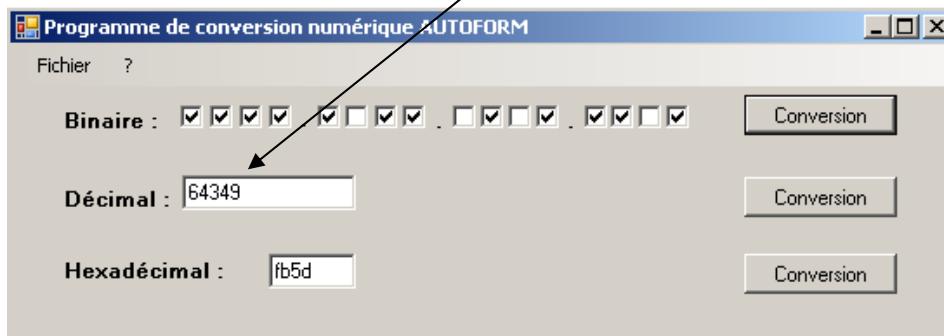 Programme de conversion numérique AUTOFORM
Fichier ?
Binaire : . . . Conversion
Décimal : 64349 Conversion
Hexadécimal : fb5d Conversion